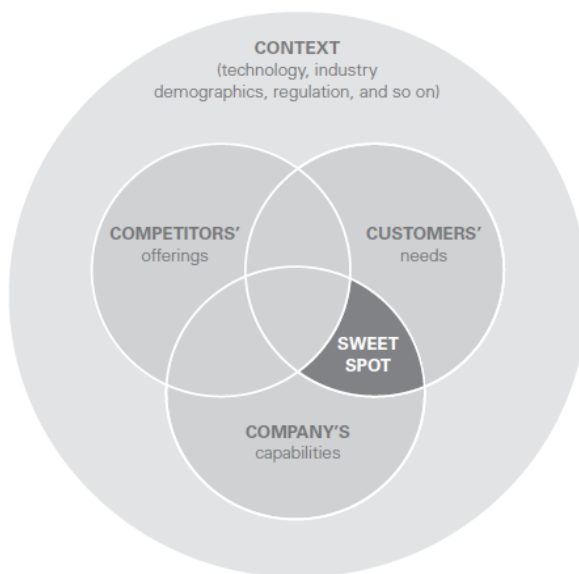 CONTEXT
(technology, industry
demographics, regulation, and so on)
COMPETITORS’
offerings
CUSTOMERS’
needs
SWEET
SPOT
COMPANY’S
capabilities